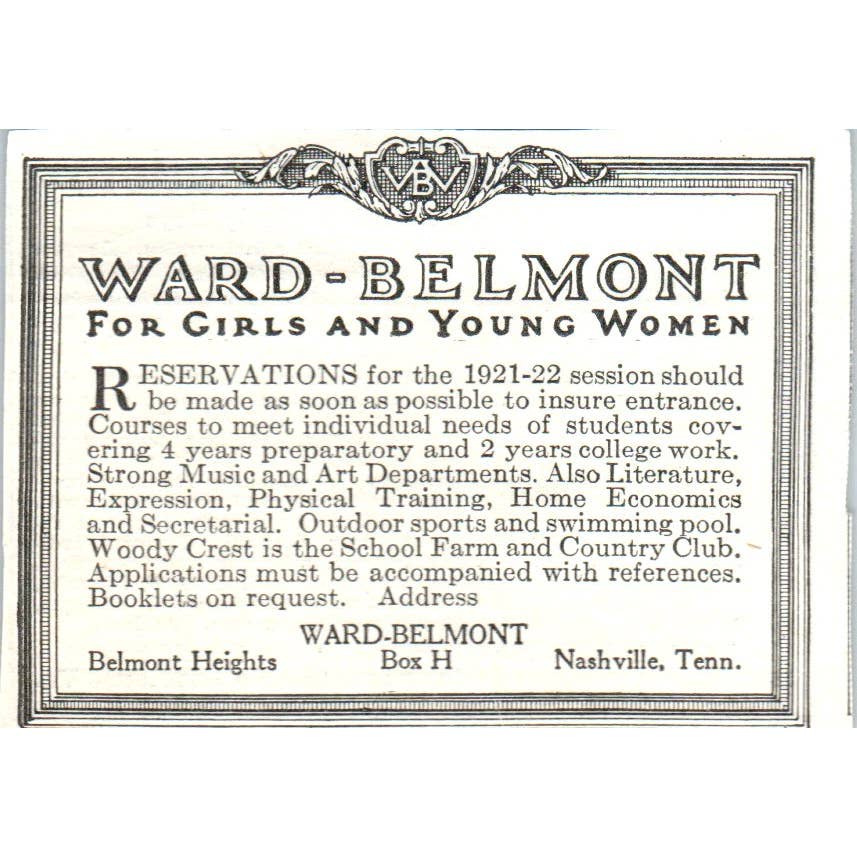 WBW
WARD-BELMONT
FOR GIRLS AND YOUNG WOMEN
RESERVATIONS for the 1921-22 session should
be made as soon as possible to insure entrance.
Courses to meet individual needs of students cov-
ering 4 years preparatory and 2 years college work.
Strong Music and Art Departments. Also Literature,
Expression, Physical Training, Home Economics
and Secretarial. Outdoor sports and swimming pool.
Woody Crest is the School Farm and Country Club.
Applications must be accompanied with references.
Booklets on request. Address
WARD-BELMONT
Belmont Heights Box H Nashville, Tenn.